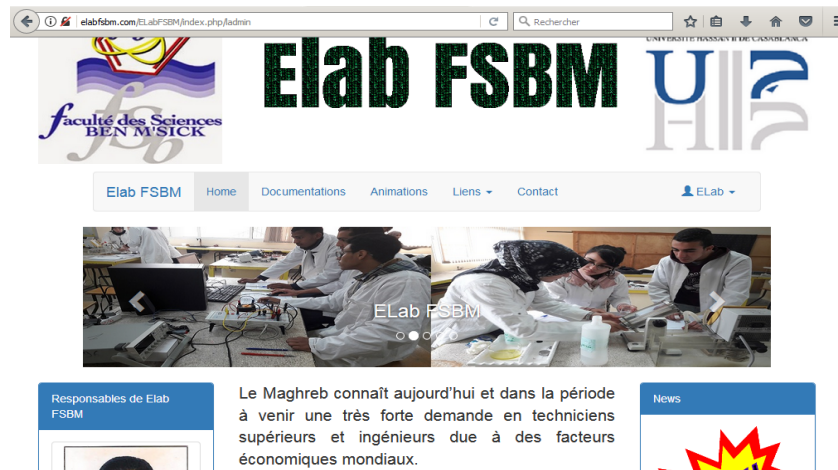 elabfsbm.com/ELabFSBM/index.php/ladmin
Rechercher
faculté des Sciences
BEN M'SICK
fsb
Elab FSBM
UNIVERSITÉ HASSAN II DE CASABLANCA
UH2C
Elab FSBM Home Documentations Animations Liens Contact ELab
ELab FSBM
Responsables de Elab
FSBM
Le Maghreb connaît aujourd'hui et dans la période
à venir une très forte demande en techniciens
supérieurs et ingénieurs due à des facteurs
économiques mondiaux.
News